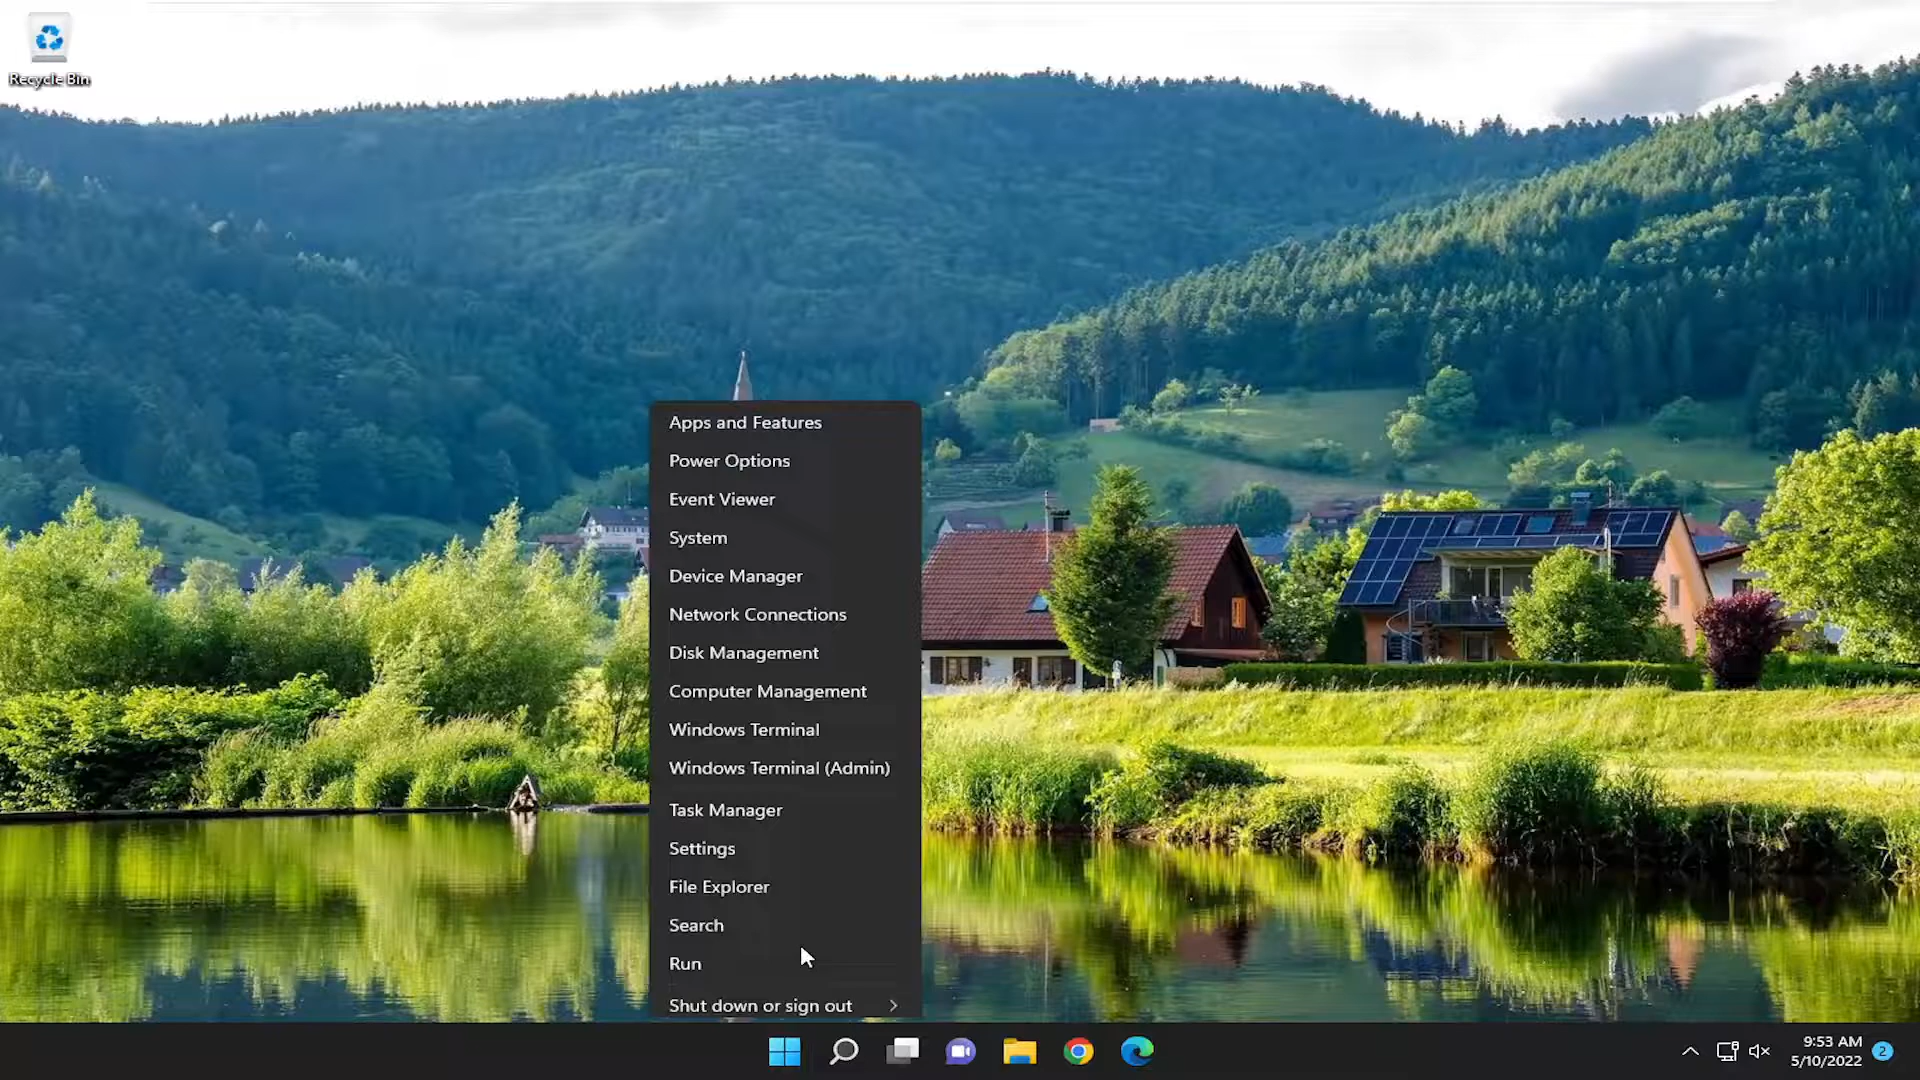 Recycle Bin
Apps and Features
Power Options
Event Viewer
System
Device Manager
Network Connections
Disk Management
Computer Management
Windows Terminal
Windows Terminal (Admin)
Task Manager
Settings
File Explorer
Search
Run
Shut down or sign out
9:53 AM
5/10/2022
2